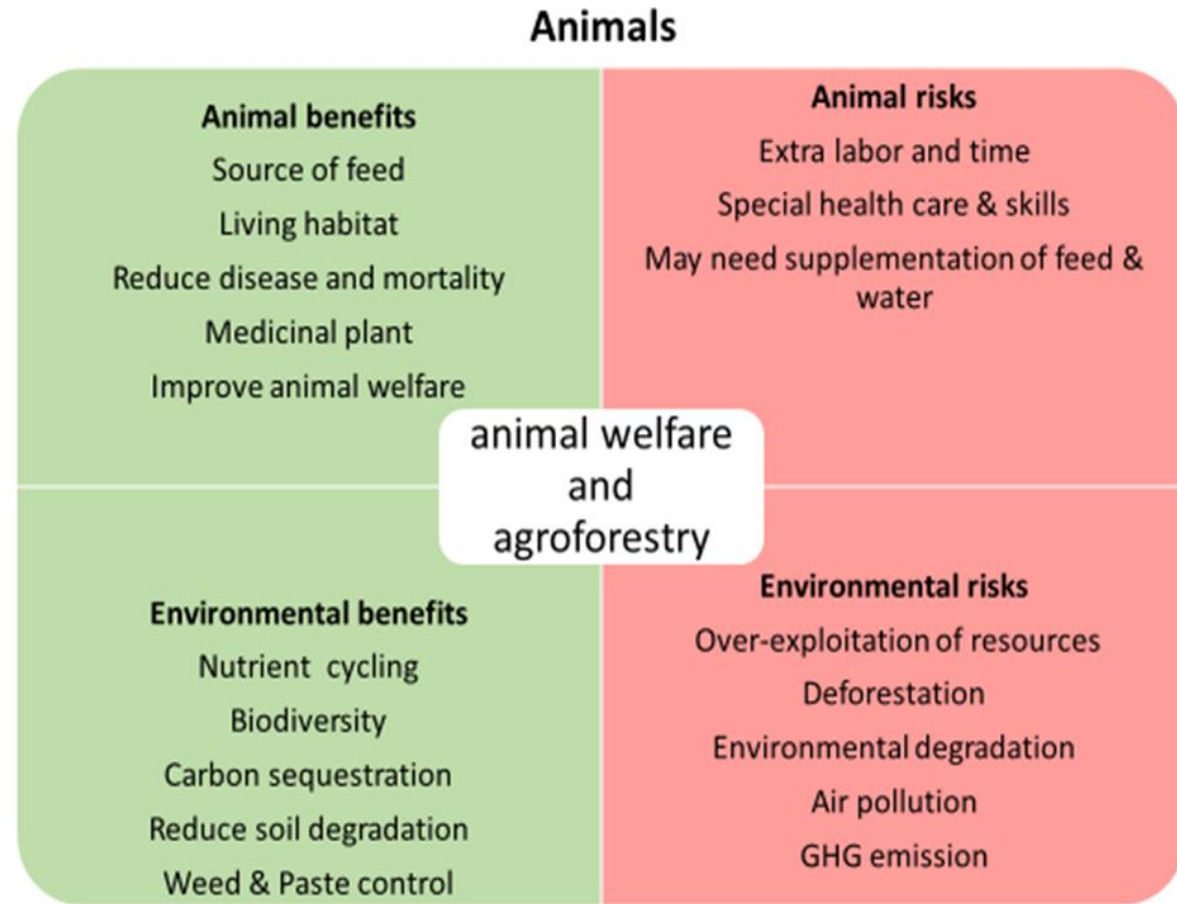 Animals
Animal benefits
Source of feed
Living habitat
Reduce disease and mortality
Medicinal plant
Improve animal welfare
Animal risks
Extra labor and time
Special health care & skills
May need supplementation of feed &
water
animal welfare
and
agroforestry
Environmental benefits
Nutrient cycling
Biodiversity
Carbon sequestration
Reduce soil degradation
Weed & Paste control
Environmental risks
Over-exploitation of resources
Deforestation
Environmental degradation
Air pollution
GHG emission